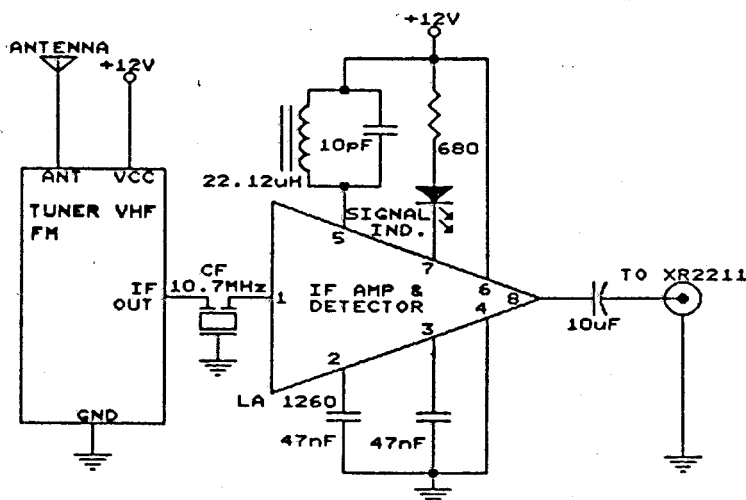 +12V
ANTENNA
+12V
10pF
680
22.12uH
ANT VCC
TUNER VHF
FM
SIGNAL
IND.
5
7
IF
OUT
CF
10.7MHz
1
IF AMP &
DETECTOR
6
4
8
TO XR2211
10uF
3
2
LA 1260
GND
47nF
47nF